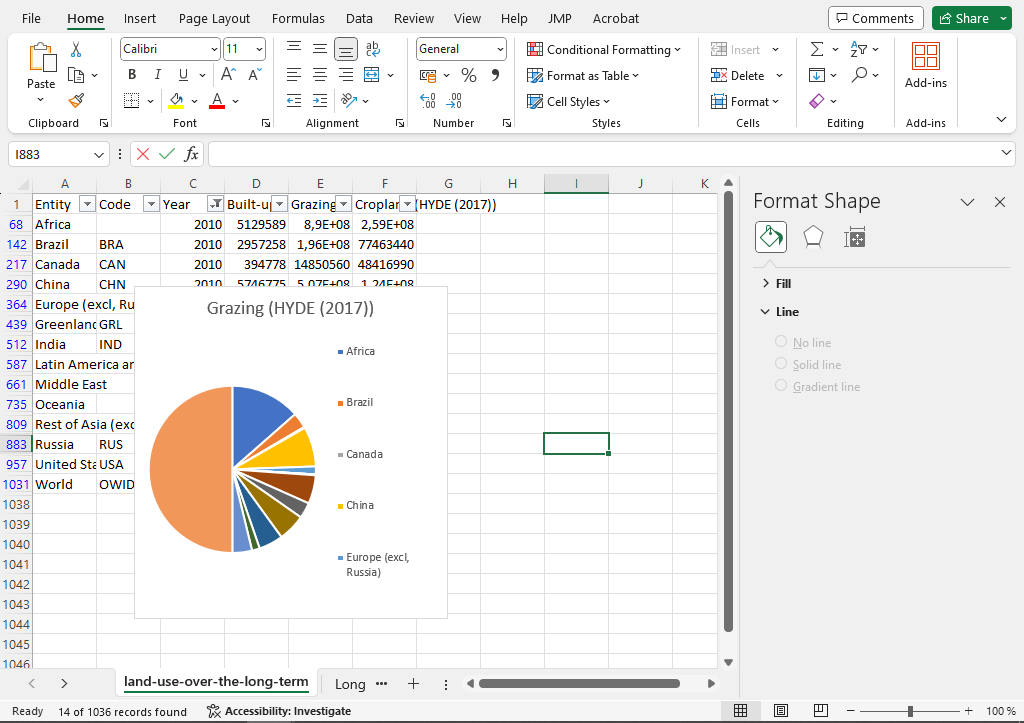 File Home Insert Page Layout Formulas Data Review View Help JMP Acrobat Comments Share
Calibri 11 General Conditional Formatting Insert
Paste B I U Format as Table Delete Add-ins
Cell Styles Format
Clipboard Font Alignment Number Styles Cells Editing Add-ins
I883 fx
A B C D E F G H I J K
1 Entity Code Year Built-up Grazing Croplan (HYDE (2017))
68 Africa 2010 5129589 8,9E+08 2,59E+08
142 Brazil BRA 2010 2957258 1,96E+08 77463440
217 Canada CAN 2010 394778 14850560 48416990
290 China CHN 2010 5746775 5,07E+08 1,24E+08
364 Europe (excl, Ru
439 Greenland GRL
512 India IND
587 Latin America an
661 Middle East
735 Oceania
809 Rest of Asia (exc
883 Russia RUS
957 United Sta USA
1031 World OWID
1038
1039
1040
1041
1042
1043
1044
1045
1046
Grazing (HYDE (2017))
Africa
Brazil
Canada
China
Europe (excl,
Russia)
Format Shape
Fill
Line
No line
Solid line
Gradient line
land-use-over-the-long-term Long
Ready 14 of 1036 records found Accessibility: Investigate 100 %